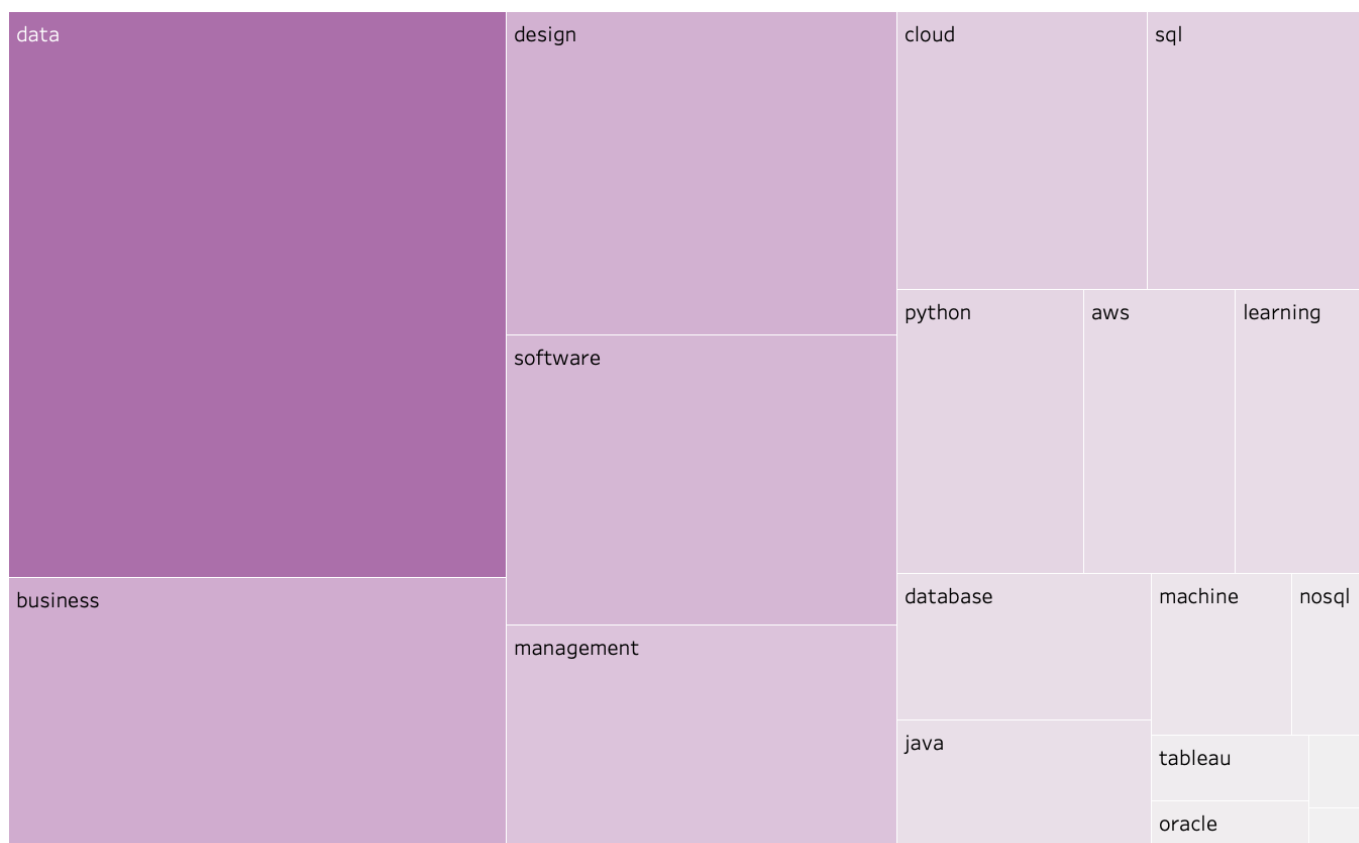 data
business
design
software
management
cloud
sql
python
aws
learning
database
java
machine
nosql
tableau
oracle